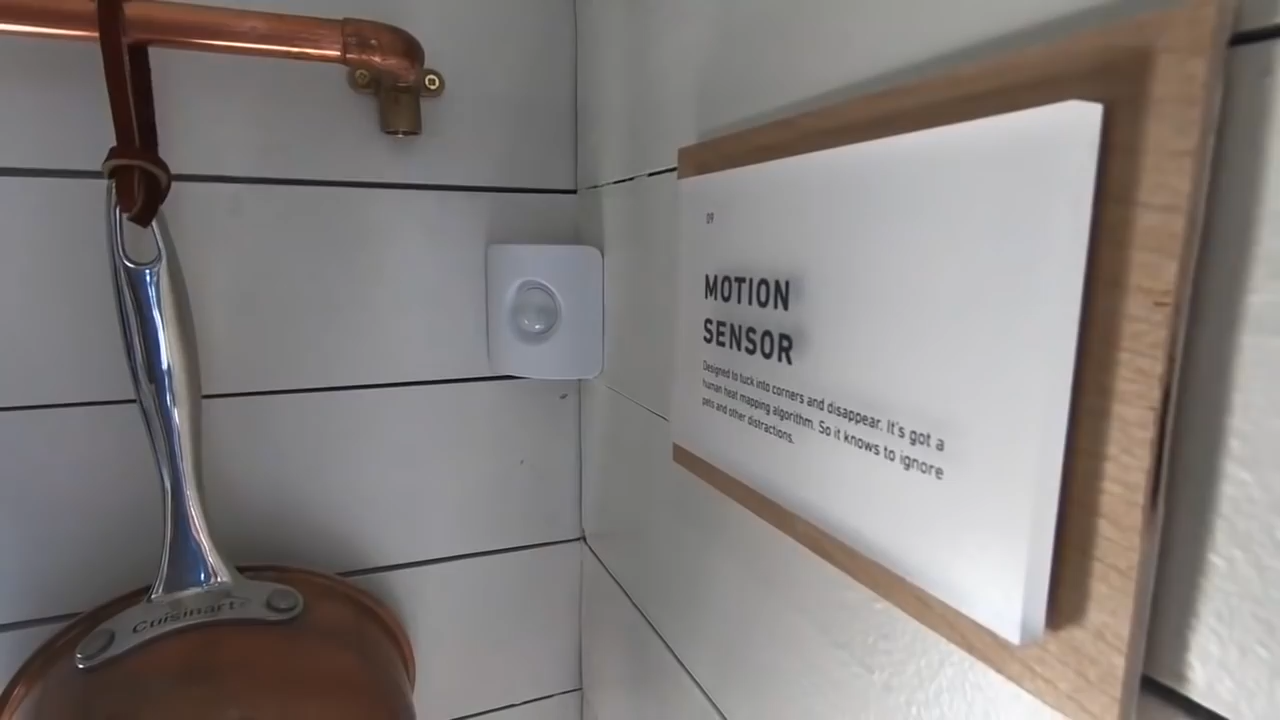 09
MOTION
SENSOR
Designed to tuck into corners and disappear. It's got a
human heat mapping algorithm. So it knows to ignore
pets and other distractions.
Cuisinart